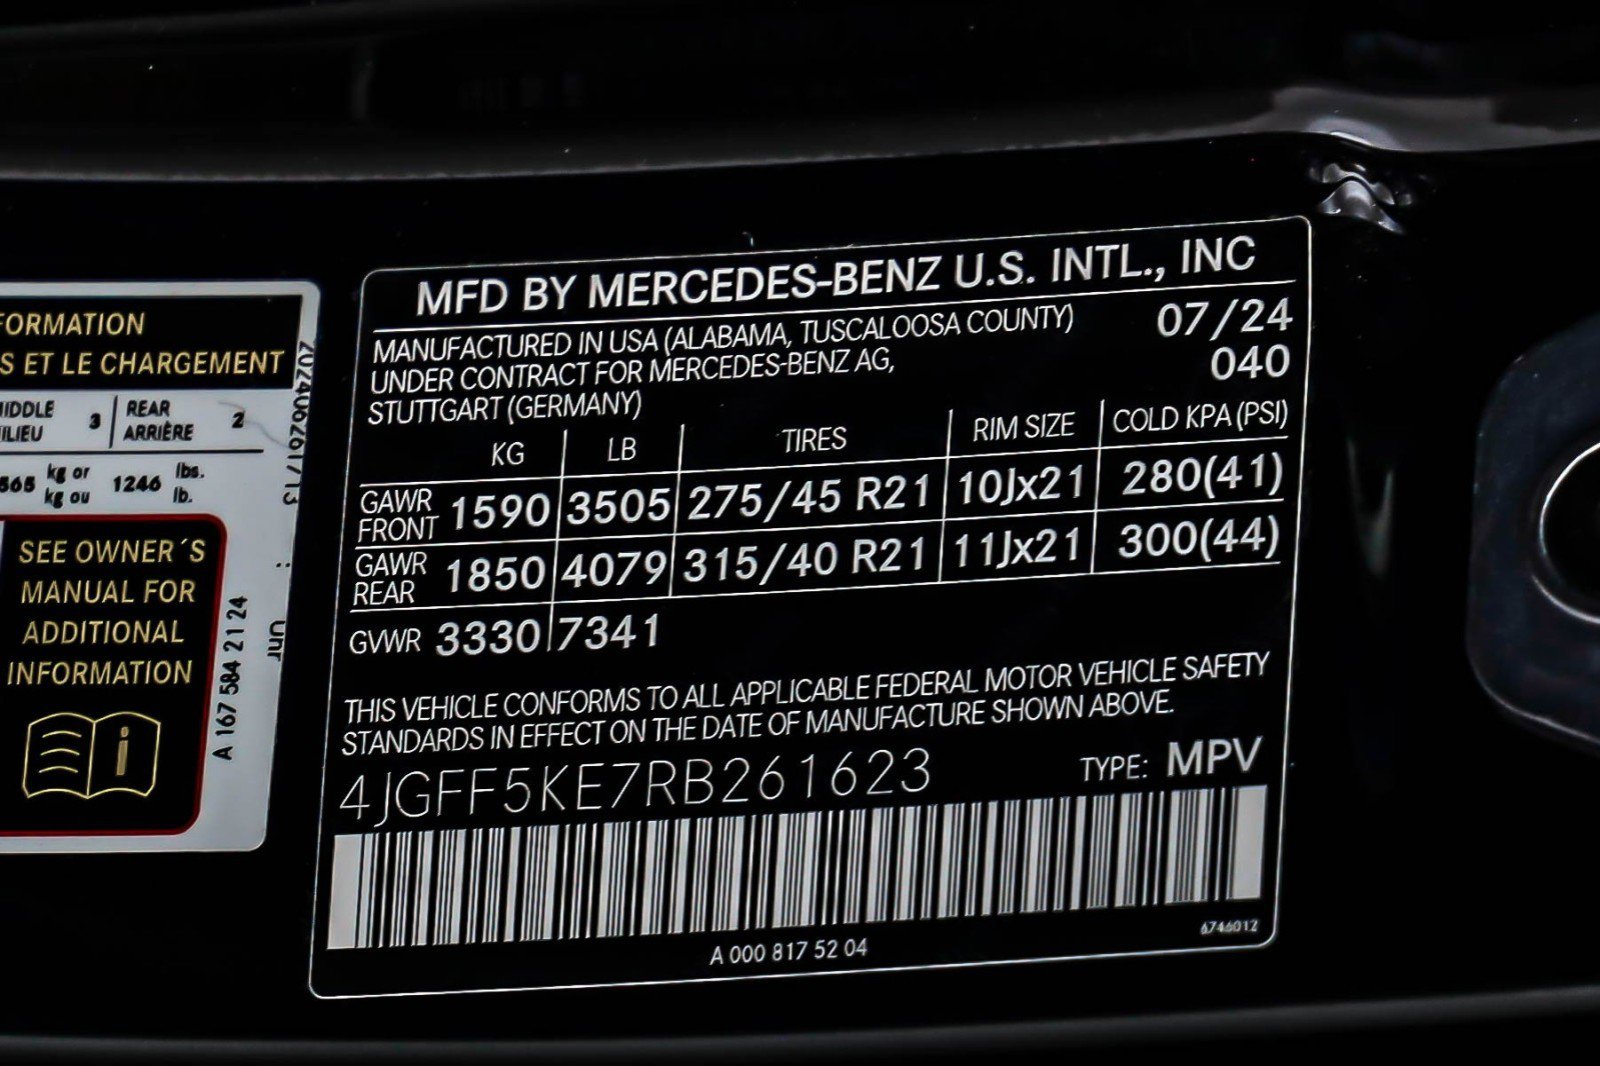 FORMATION
S ET LE CHARGEMENT
MIDDLE 3 REAR 2
MILIEU ARRIÈRE
565 kg or 1246 lbs.
kg ou lb.
SEE OWNER´S
MANUAL FOR
ADDITIONAL
INFORMATION
A 167 584 21 24
Unr
MFD BY MERCEDES-BENZ U.S. INTL., INC
MANUFACTURED IN USA (ALABAMA, TUSCALOOSA COUNTY) 07/24
UNDER CONTRACT FOR MERCEDES-BENZ AG, 040
STUTTGART (GERMANY)
KG LB TIRES RIM SIZE COLD KPA (PSI)
GAWR FRONT 1590 3505 275/45 R21 10Jx21 280(41)
GAWR REAR 1850 4079 315/40 R21 11Jx21 300(44)
GVWR 3330 7341
THIS VEHICLE CONFORMS TO ALL APPLICABLE FEDERAL MOTOR VEHICLE SAFETY
STANDARDS IN EFFECT ON THE DATE OF MANUFACTURE SHOWN ABOVE.
4JGFF5KE7RB261623 TYPE: MPV
A 000 817 52 04
6746012